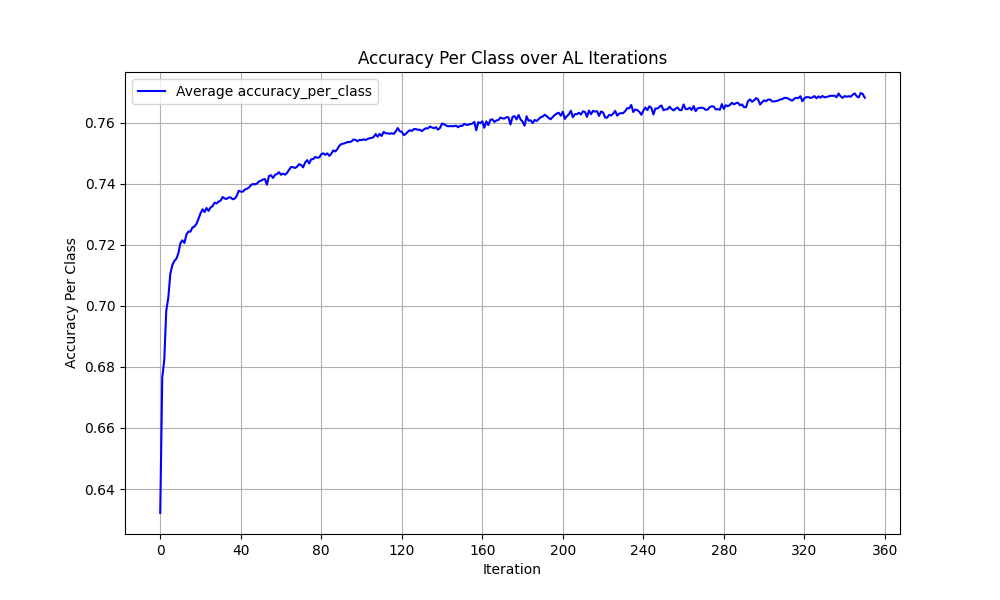 Accuracy Per Class over AL Iterations
Average accuracy_per_class
Accuracy Per Class
0.76
0.74
0.72
0.70
0.68
0.66
0.64
0 40 80 120 160 200 240 280 320 360
Iteration